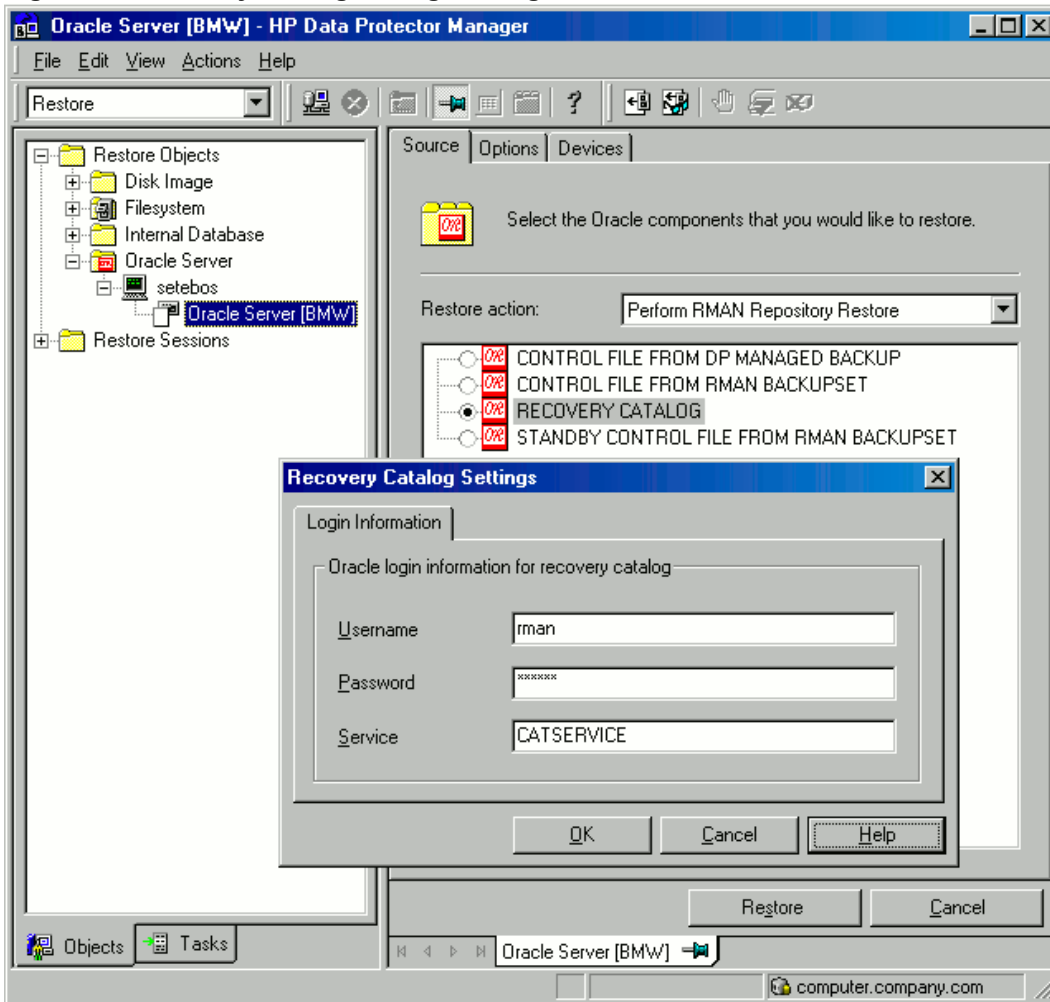 Oracle Server [BMW] - HP Data Protector Manager
File Edit View Actions Help
Restore
Restore Objects
Disk Image
Filesystem
Internal Database
Oracle Server
setebos
Oracle Server [BMW]
Restore Sessions
Source Options Devices
Select the Oracle components that you would like to restore.
Restore action: Perform RMAN Repository Restore
CONTROL FILE FROM DP MANAGED BACKUP
CONTROL FILE FROM RMAN BACKUPSET
RECOVERY CATALOG
STANDBY CONTROL FILE FROM RMAN BACKUPSET
Recovery Catalog Settings
Login Information
Oracle login information for recovery catalog
Username rman
Password ××××××
Service CATSERVICE
OK Cancel Help
Restore Cancel
Objects Tasks
Oracle Server [BMW]
computer.company.com